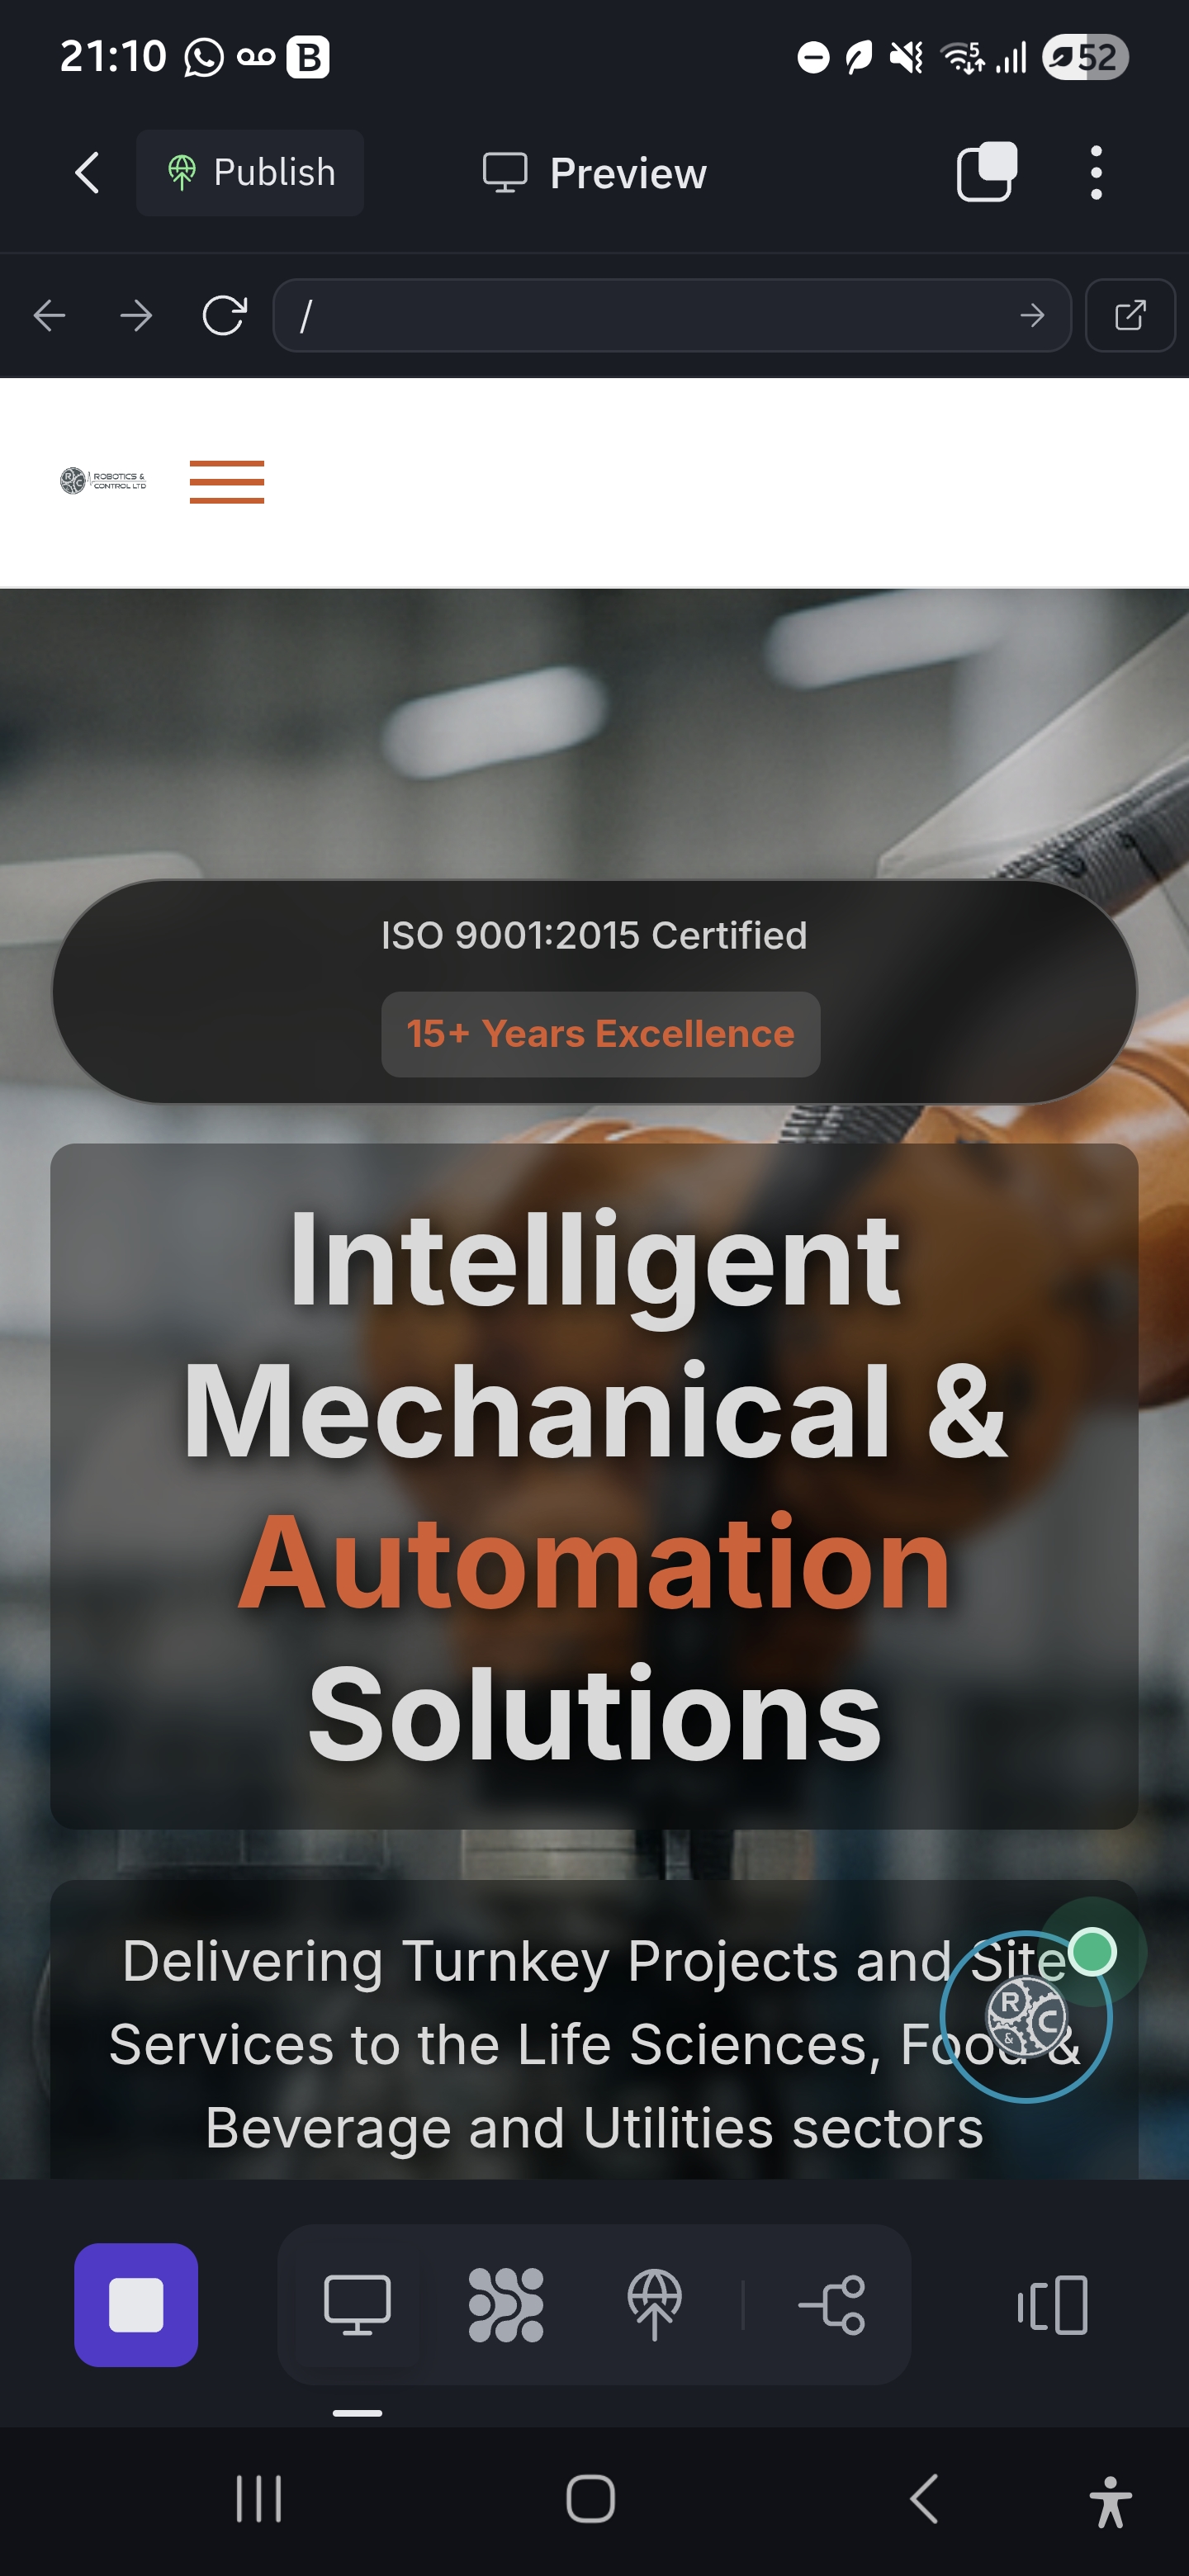 21:10
B
5
52
Publish
Preview
/
R
C
ROBOTICS &
CONTROL LTD
ISO 9001:2015 Certified
15+ Years Excellence
Intelligent
Mechanical &
Automation
Solutions
Delivering Turnkey Projects and Site
Services to the Life Sciences, Food &
Beverage and Utilities sectors
R
C
&